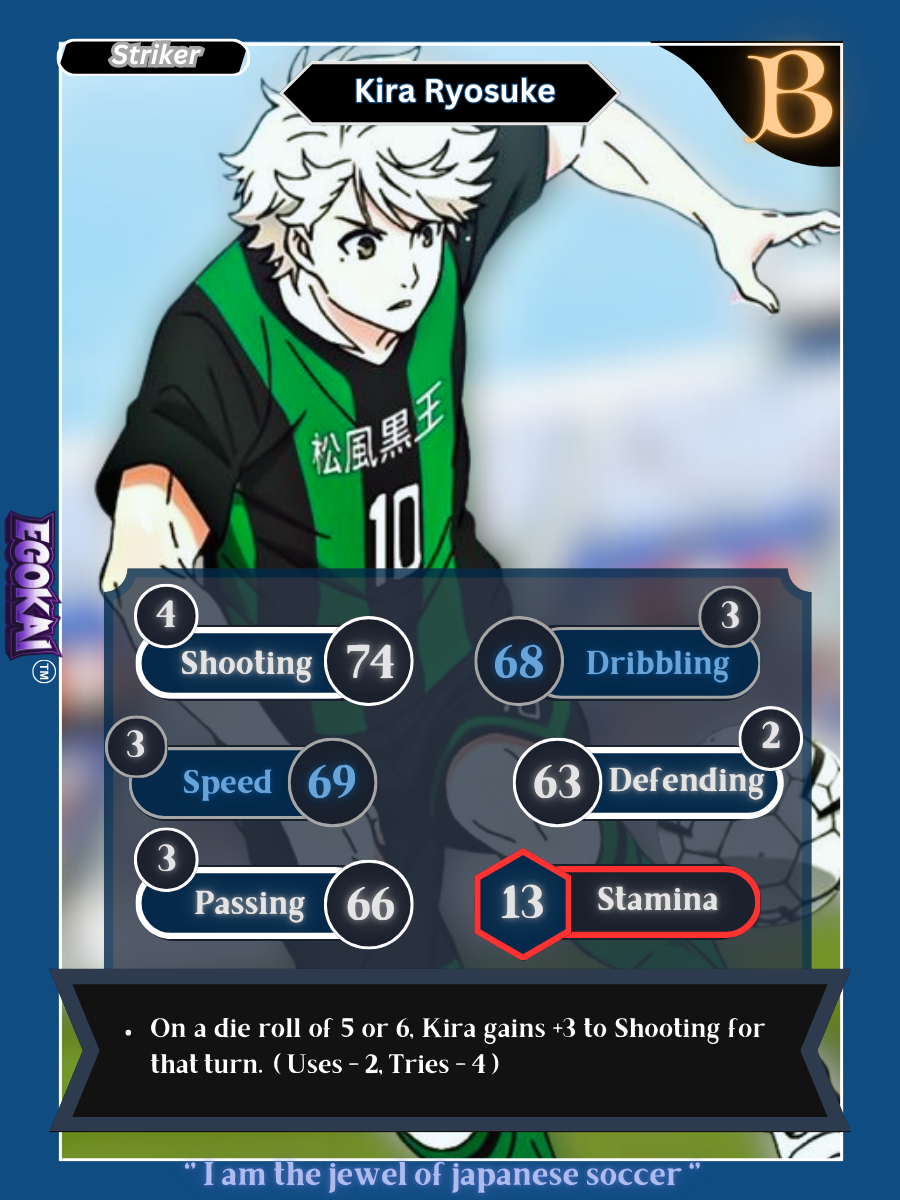 Striker
Kira Ryosuke
B
松風黒王
10
EGOKAI
TM
4
Shooting 74
3
68 Dribbling
3
Speed 69
2
63 Defending
3
Passing 66
13 Stamina
• On a die roll of 5 or 6, Kira gains +3 to Shooting for
that turn. ( Uses - 2, Tries - 4 )
" I am the jewel of japanese soccer "